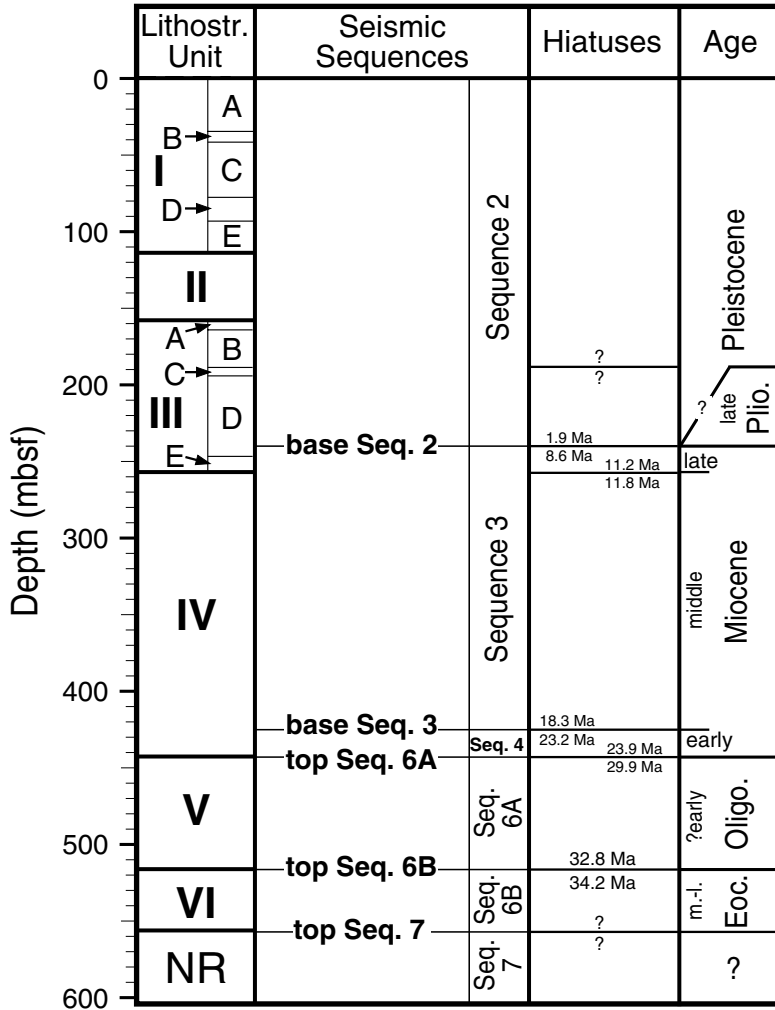 Lithostr.
Unit
Seismic
Sequences
Hiatuses
Age
Depth (mbsf)
0
100
200
300
400
500
600
I
A
B
C
D
E
II
III
A
B
C
D
E
IV
V
VI
NR
base Seq. 2
base Seq. 3
top Seq. 6A
top Seq. 6B
top Seq. 7
Sequence 2
Sequence 3
Seq. 4
Seq.
6A
Seq.
6B
Seq.
7
?
?
1.9 Ma
8.6 Ma
11.2 Ma
11.8 Ma
18.3 Ma
23.2 Ma
23.9 Ma
29.9 Ma
32.8 Ma
34.2 Ma
?
?
Pleistocene
?
late
Plio.
late
middle
Miocene
early
?early
Oligo.
m.-l.
Eoc.
?